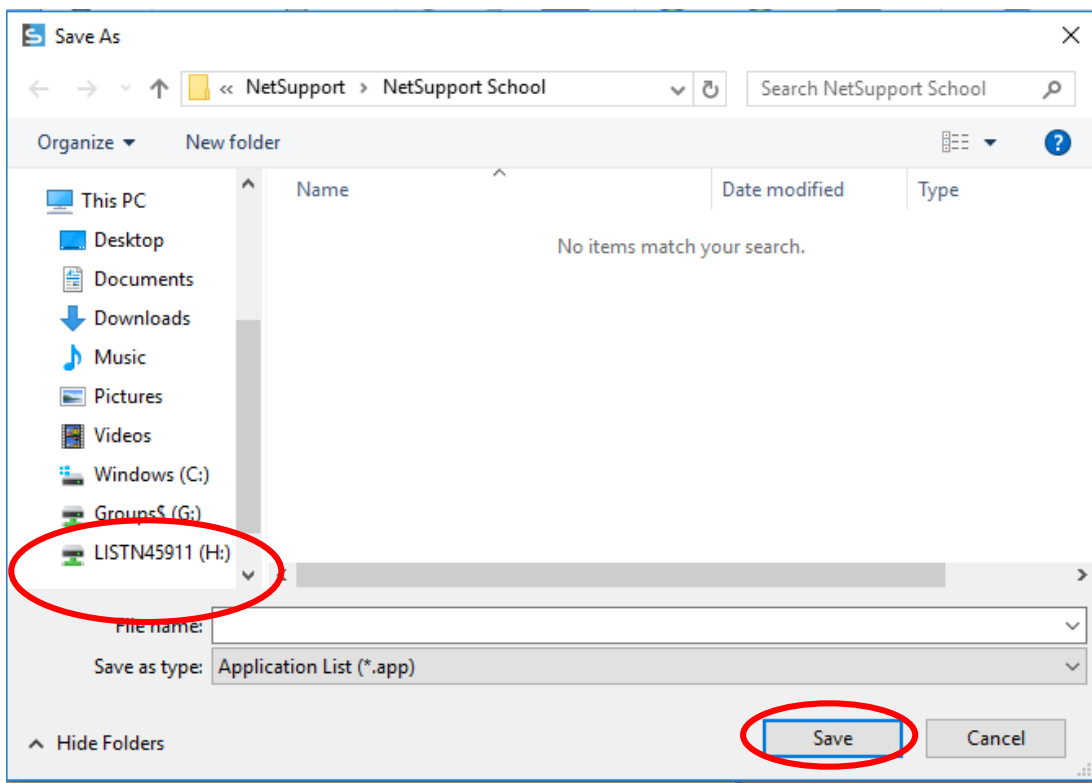 Save As
« NetSupport > NetSupport School
Search NetSupport School
Organize
New folder
Name
Date modified
Type
This PC
No items match your search.
Desktop
Documents
Downloads
Music
Pictures
Videos
Windows (C:)
Groups$ (G:)
LISTN45911 (H:)
File name:
Save as type: Application List (*.app)
Hide Folders
Save
Cancel